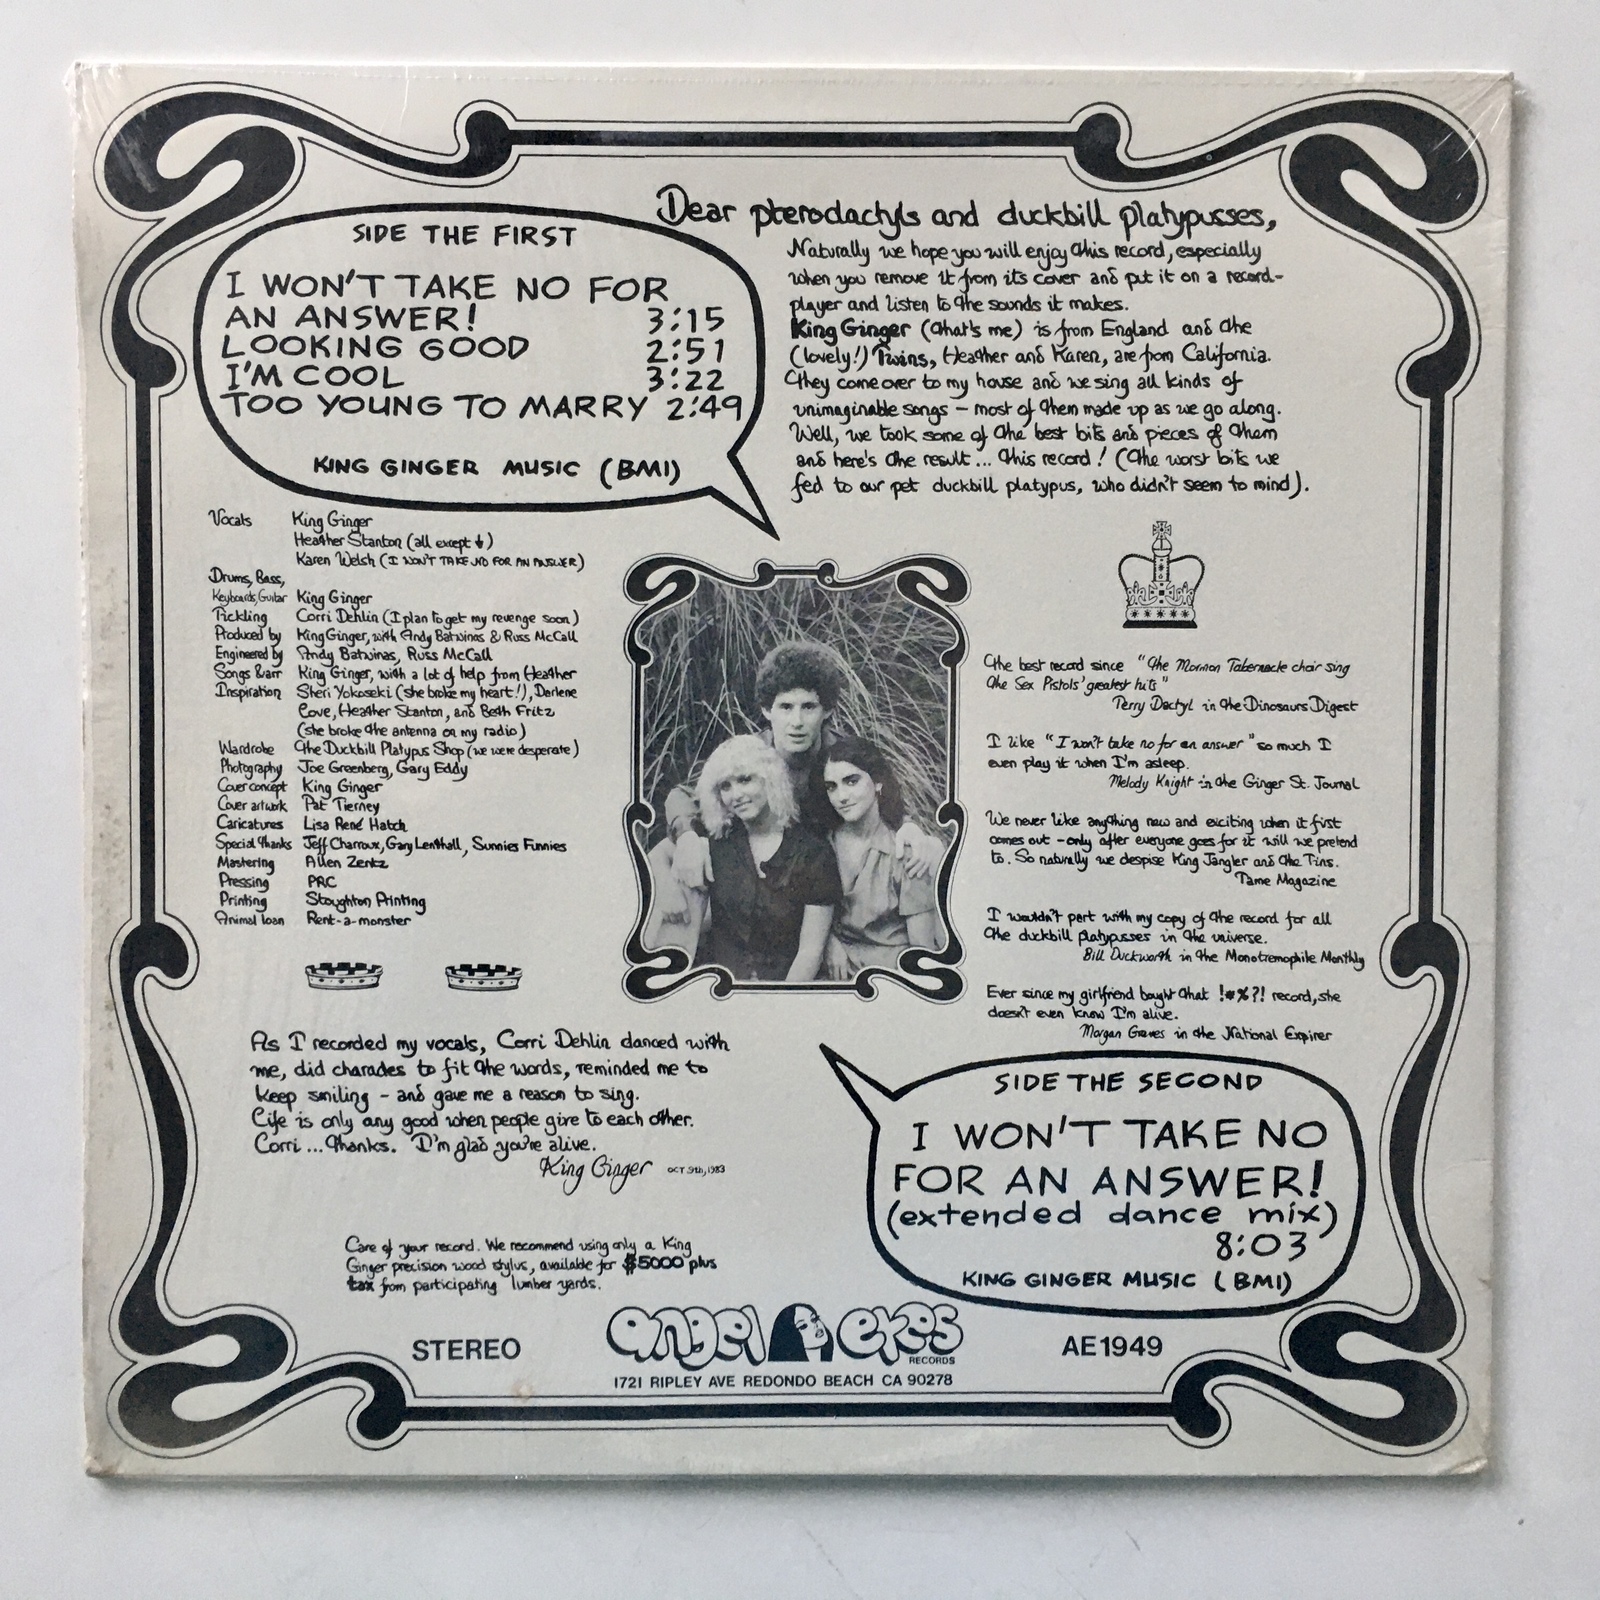 SIDE THE FIRST
I WON'T TAKE NO FOR
AN ANSWER! 3:15
LOOKING GOOD 2:51
I'M COOL 3:22
TOO YOUNG TO MARRY 2:49
KING GINGER MUSIC (BMI)
Dear pterodactyls and duckbill platypusses,
Naturally we hope you will enjoy this record, especially
when you remove it from its cover and put it on a record-
player and listen to the sounds it makes.
King Ginger (that's me) is from England and the
(lovely!) Twins, Heather and Karen, are from California.
They come over to my house and we sing all kinds of
unimaginable songs – most of them made up as we go along.
Well, we took some of the best bits and pieces of them
and here's the result... this record! (the worst bits we
fed to our pet duckbill platypus, who didn't seem to mind).
Vocals King Ginger
Heather Stanton (all except ↓)
Karen Welsh (I WON'T TAKE NO FOR AN ANSWER)
Drums, Bass,
Keyboards, Guitar King Ginger
Tickling Corri Dehlin (I plan to get my revenge soon)
Produced by King Ginger, with Andy Batwinas & Russ McCall
Engineered by Andy Batwinas, Russ McCall
Songs & arr King Ginger, with a lot of help from Heather
Inspiration Sheri Yokoseki (she broke my heart!), Darlene
Love, Heather Stanton, and Beth Fritz
(she broke the antenna on my radio)
Wardrobe The Duckbill Platypus Shop (we were desperate)
Photography Joe Greenberg, Gary Eddy
Cover concept King Ginger
Cover artwork Pat Tierney
Caricatures Lisa René Hatch
Special thanks Jeff Charroux, Gary Lenthall, Sunnies Funnies
Mastering Allen Zentz
Pressing PRC
Printing Stoughton Printing
Animal loan Rent-a-monster
The best record since "The Mormon Tabernacle choir sing
the Sex Pistols' greatest hits"
Terry Dactyl in the Dinosaurs Digest
I like "I won't take no for an answer" so much I
even play it when I'm asleep.
Melody Knight in the Ginger St. Journal
We never like anything new and exciting when it first
comes out – only after everyone goes for it will we pretend
to. So naturally we despise King Jangler and the Tins.
Tame Magazine
I wouldn't part with my copy of the record for all
the duckbill platypusses in the universe.
Bill Duckworth in the Monotremophile Monthly
Ever since my girlfriend bought that !*%?! record, she
doesn't even know I'm alive.
Morgan Graves in the National Expirer
As I recorded my vocals, Corri Dehlin danced with
me, did charades to fit the words, reminded me to
keep smiling – and gave me a reason to sing.
Life is only any good when people give to each other.
Corri ... thanks. I'm glad you're alive.
King Ginger OCT 9th, 1983
SIDE THE SECOND
I WON'T TAKE NO
FOR AN ANSWER!
(extended dance mix)
8:03
KING GINGER MUSIC (BMI)
Care of your record. We recommend using only a King
Ginger precision wood stylus, available for $5000 plus
tax from participating lumber yards.
STEREO
angel eyes
RECORDS
AE1949
1721 RIPLEY AVE REDONDO BEACH CA 90278